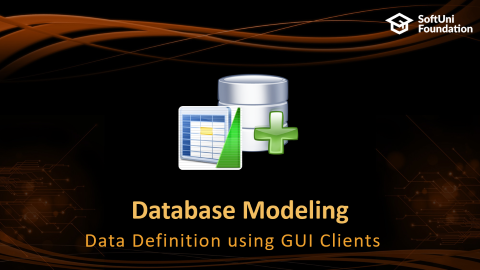 SoftUni
Foundation
Database Modeling
Data Definition using GUI Clients